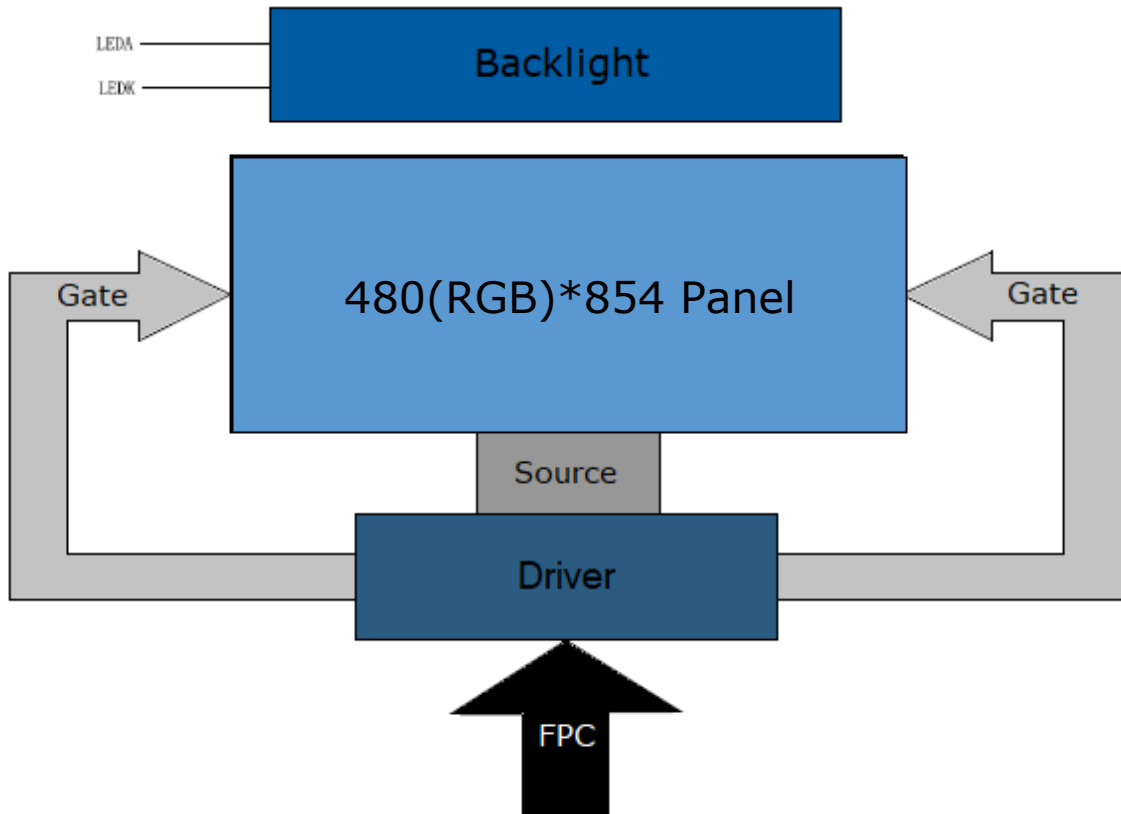 LEDA
LEDK
Backlight
480(RGB)*854 Panel
Gate
Gate
Source
Driver
FPC